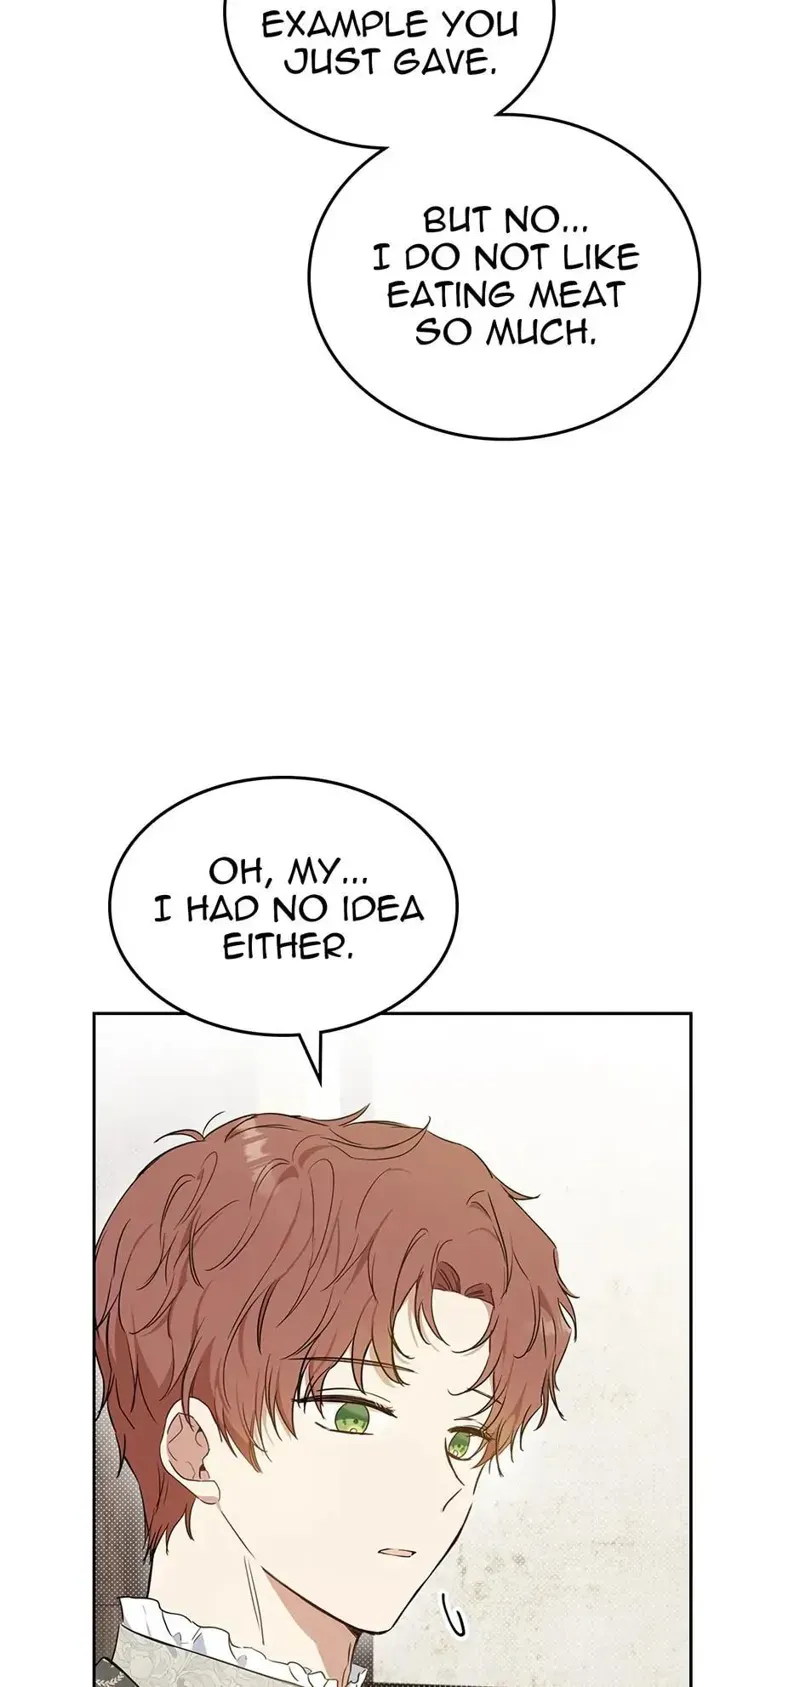 EXAMPLE YOU
JUST GAVE.
BUT NO...
I DO NOT LIKE
EATING MEAT
SO MUCH.
OH, MY...
I HAD NO IDEA
EITHER.